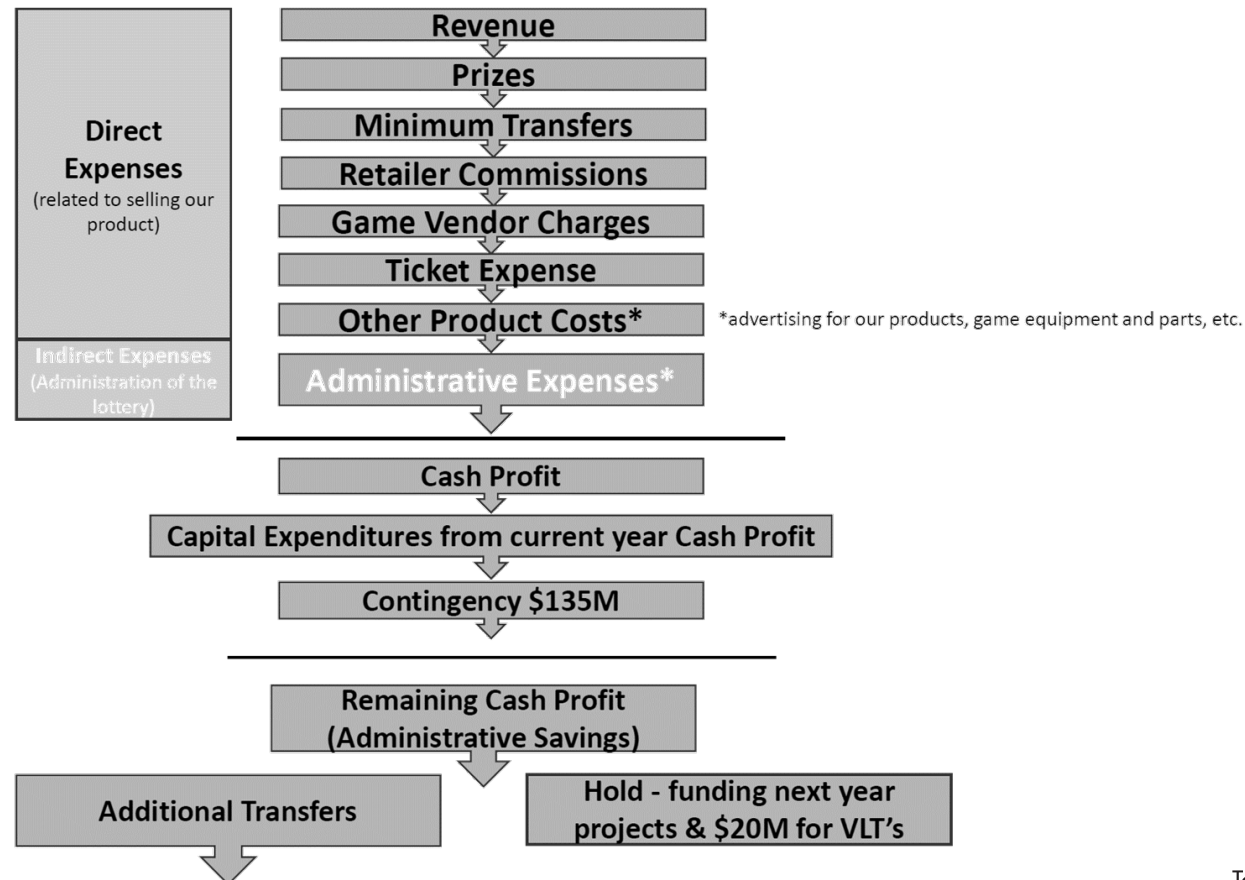 Revenue
Prizes
Minimum Transfers
Retailer Commissions
Game Vendor Charges
Ticket Expense
Other Product Costs*
*advertising for our products, game equipment and parts, etc.
Administrative Expenses*
Direct
Expenses
(related to selling our
product)
Indirect Expenses
(Administration of the
lottery)
Cash Profit
Capital Expenditures from current year Cash Profit
Contingency $135M
Remaining Cash Profit
(Administrative Savings)
Additional Transfers
Hold - funding next year
projects & $20M for VLT's